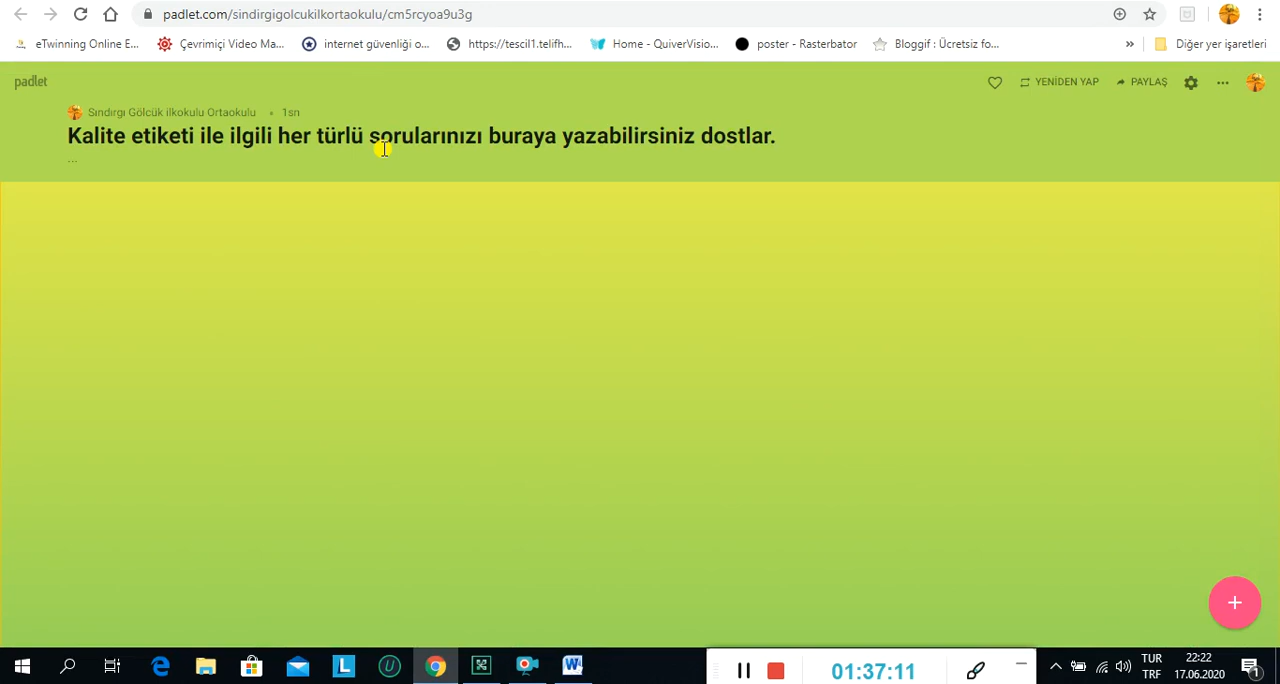 padlet.com/sindirgigolcukilkortaokulu/cm5rcyoa9u3g
eTwinning Online E... Çevrimiçi Video Ma... internet güvenliği o... https://tescil1.telifh... Home - QuiverVisio... poster - Rasterbator Bloggif : Ücretsiz fo... » Diğer yer işaretleri
padlet YENİDEN YAP PAYLAŞ
Sındırgı Gölcük ilkokulu Ortaokulu • 1sn
Kalite etiketi ile ilgili her türlü sorularınızı buraya yazabilirsiniz dostlar.
...
01:37:11
TUR 22:22
TRF 17.06.2020